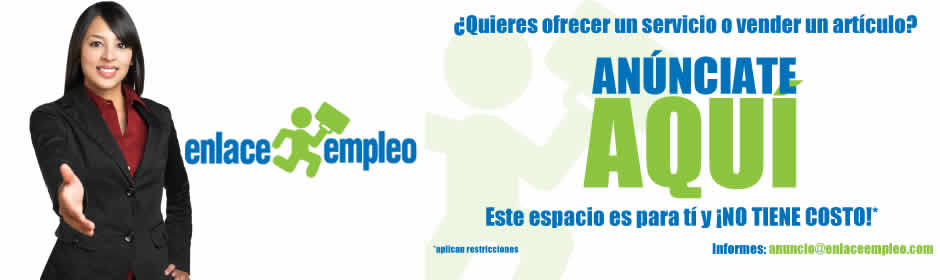 ¿Quieres ofrecer un servicio o vender un artículo?
ANÚNCIATE
AQUÍ
enlace empleo
Este espacio es para tí y ¡NO TIENE COSTO!*
*aplican restricciones
Informes: anuncio@enlaceempleo.com